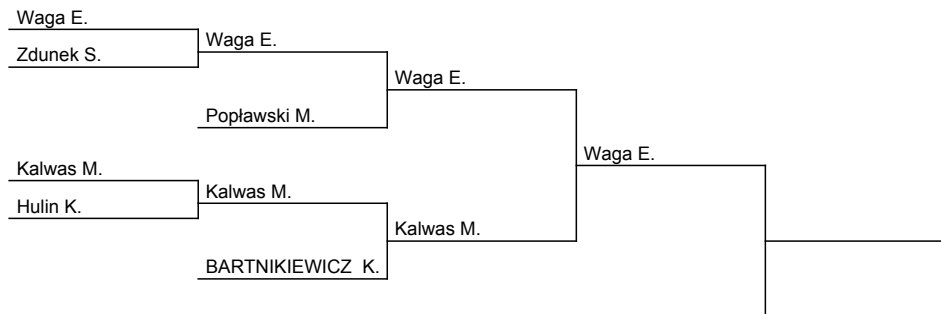 Waga E.
Zdunek S.
Waga E.
Waga E.
Popławski M.
Waga E.
Kalwas M.
Hulin K.
Kalwas M.
Kalwas M.
BARTNIKIEWICZ  K.